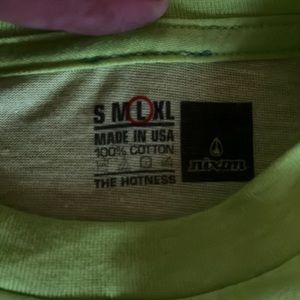 S M L XL
MADE IN USA
100% COTTON
THE HOTNESS
nixon